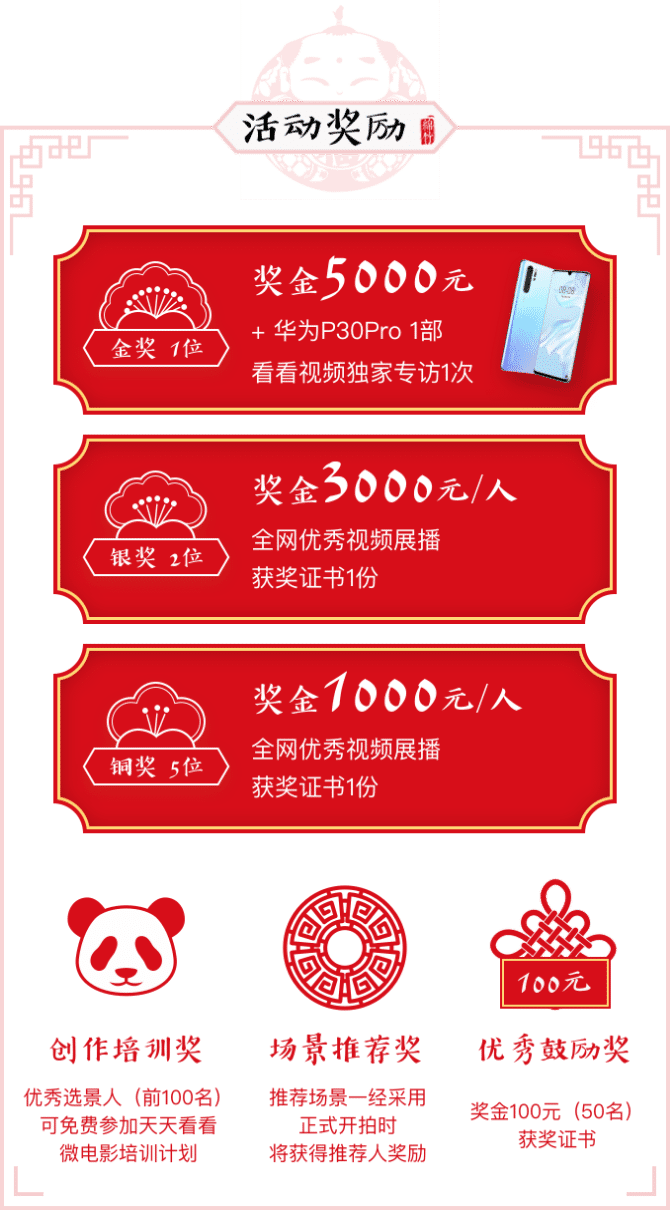 活动奖励
奖金5000元
+ 华为P30Pro 1部
看看视频独家专访1次
金奖 1位
奖金3000元/人
全网优秀视频展播
获奖证书1份
银奖 2位
奖金1000元/人
全网优秀视频展播
获奖证书1份
铜奖 5位
100元
创作培训奖
优秀选景人（前100名）
可免费参加天天看看
微电影培训计划
场景推荐奖
推荐场景一经采用
正式开拍时
将获得推荐人奖励
优秀鼓励奖
奖金100元（50名）
获奖证书